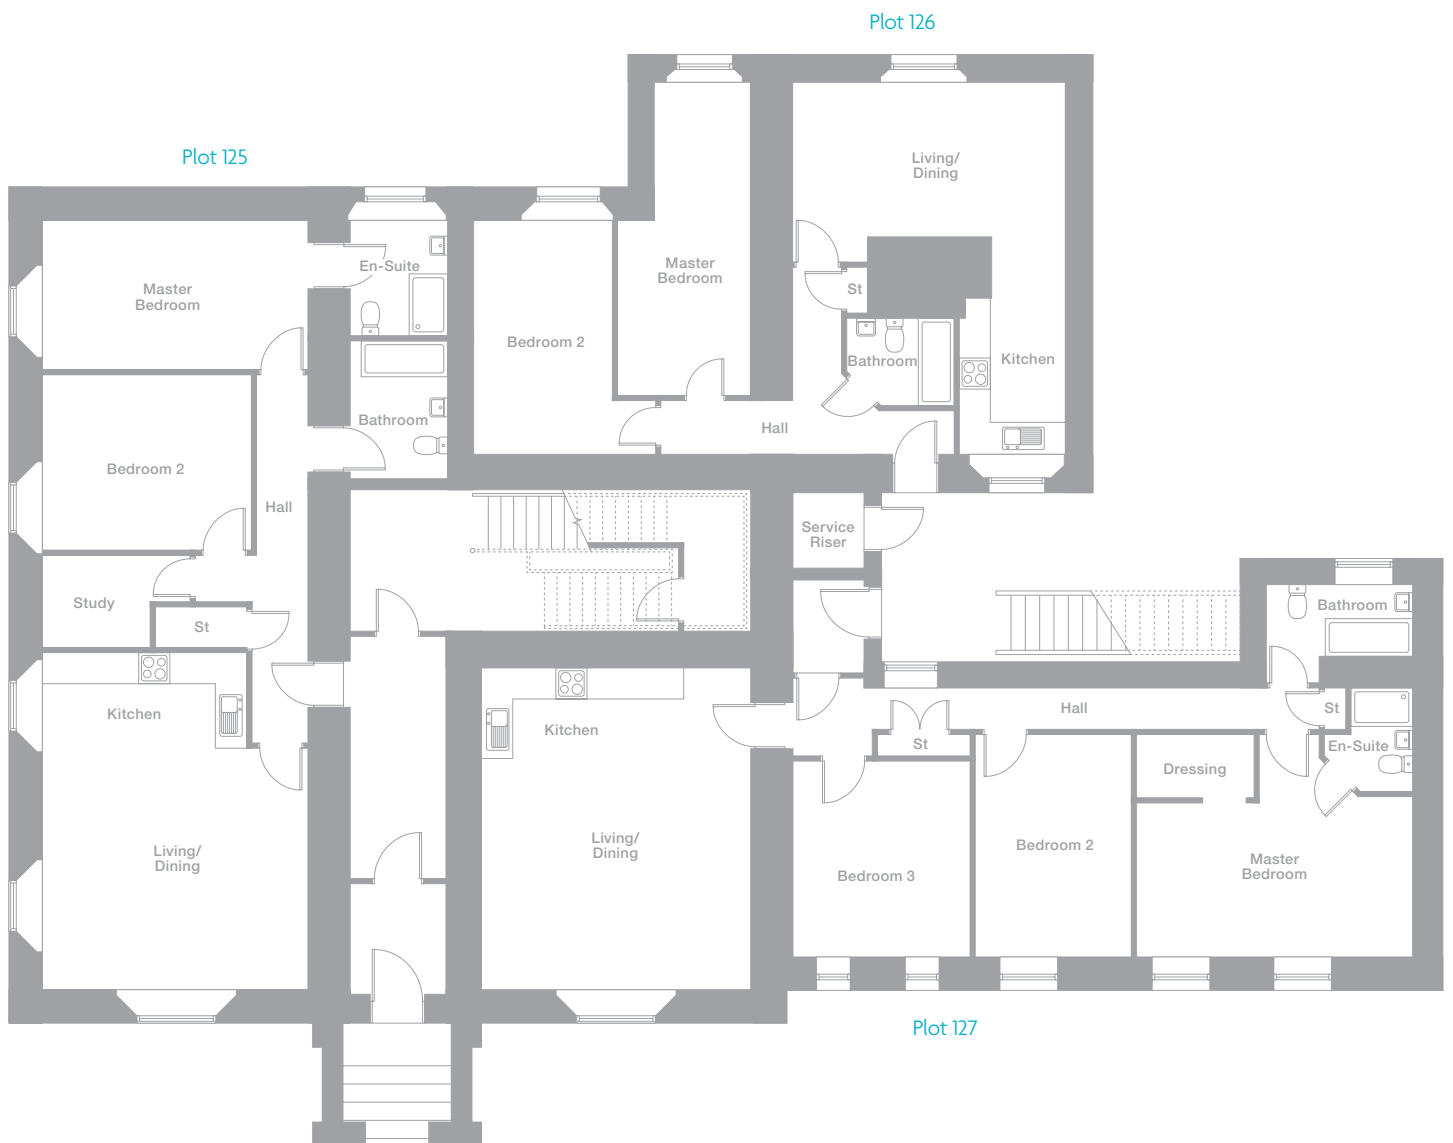 Plot 126
Plot 125
Living/
Dining
Master
Bedroom
En-Suite
Master
Bedroom
St
Bedroom 2
Bathroom
Kitchen
Bathroom
Hall
Bedroom 2
Hall
Service
Riser
Study
St
Bathroom
Kitchen
Kitchen
Hall
St
St
En-Suite
Dressing
Living/
Dining
Living/
Dining
Bedroom 3
Bedroom 2
Master
Bedroom
Plot 127